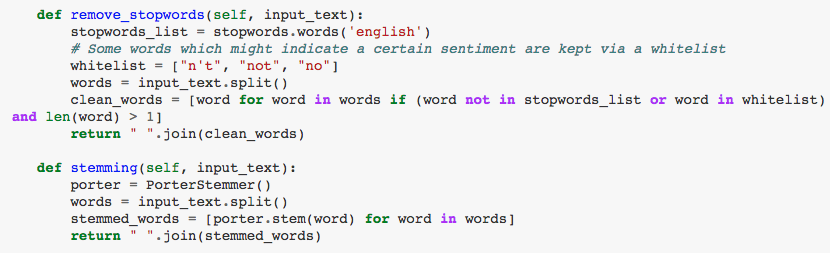 def remove_stopwords(self, input_text):
    stopwords_list = stopwords.words('english')
    # Some words which might indicate a certain sentiment are kept via a whitelist
    whitelist = ["n't", "not", "no"]
    words = input_text.split()
    clean_words = [word for word in words if (word not in stopwords_list or word in whitelist)
and len(word) > 1]
    return " ".join(clean_words)

def stemming(self, input_text):
    porter = PorterStemmer()
    words = input_text.split()
    stemmed_words = [porter.stem(word) for word in words]
    return " ".join(stemmed_words)